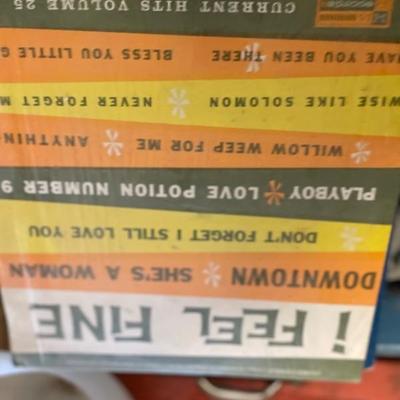 I FEEL FINE
DOWNTOWN SHE'S A WOMAN
DON'T FORGET I STILL LOVE YOU
PLAYBOY LOVE POTION NUMBER 9
WILLOW WEEP FOR ME ANYTHIN
WISE LIKE SOLOMON NEVER FORGET M
HAVE YOU BEEN THERE BLESS YOU LITTLE G
CURRENT HITS VOLUME 25